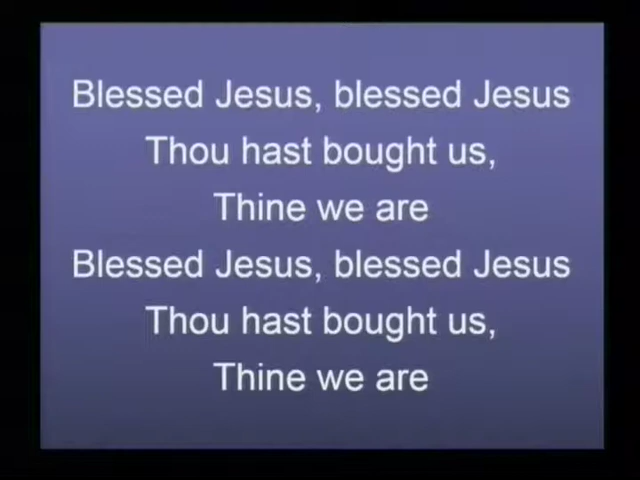 Blessed Jesus, blessed Jesus
Thou hast bought us,
Thine we are
Blessed Jesus, blessed Jesus
Thou hast bought us,
Thine we are